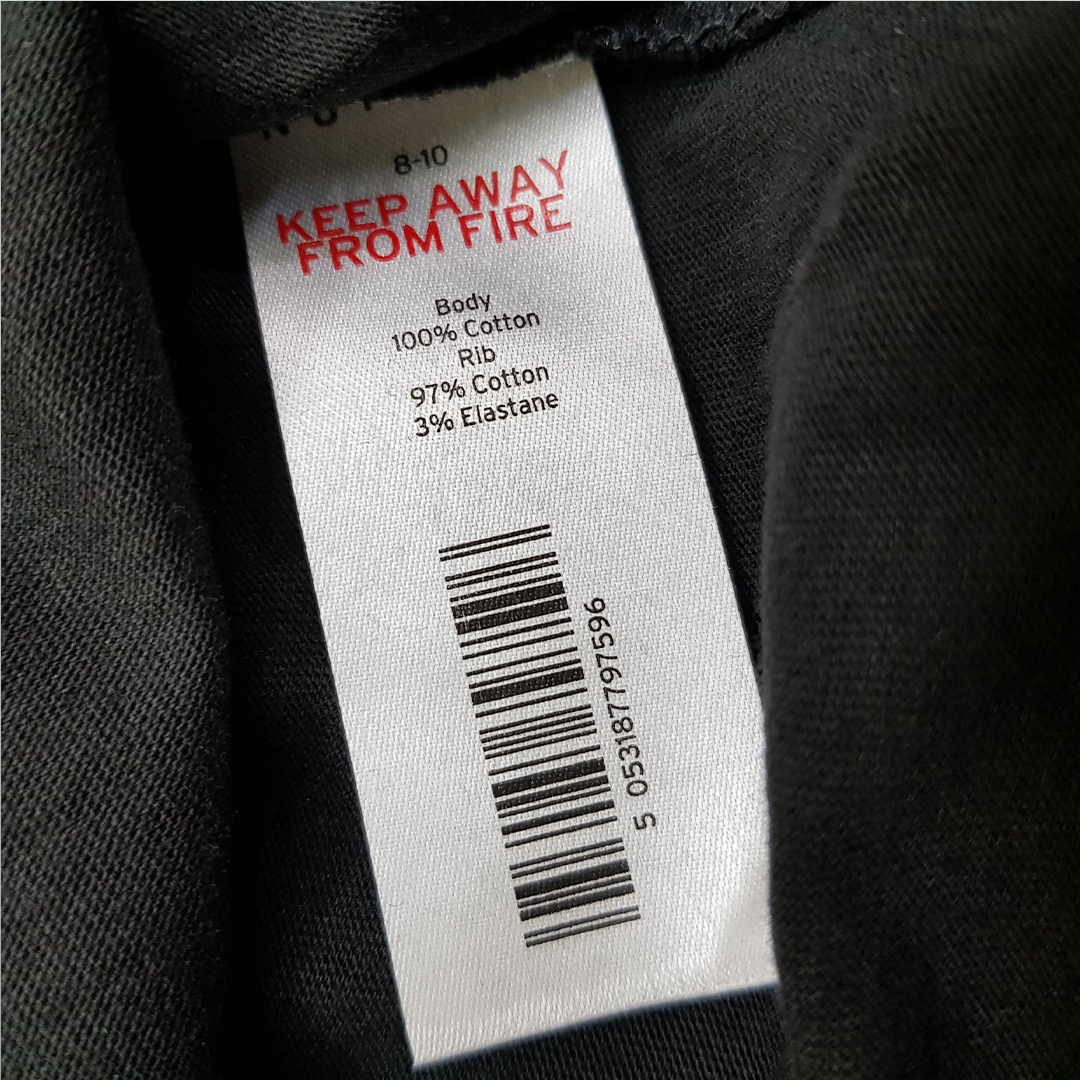 8-10
KEEP AWAY
FROM FIRE
Body
100% Cotton
Rib
97% Cotton
3% Elastane
5 053187797596